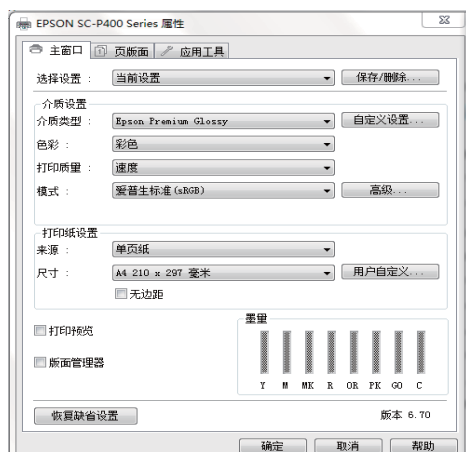 EPSON SC-P400 Series 属性
主窗口 页版面 应用工具
选择设置 : 当前设置 保存/删除...
介质设置
介质类型 : Epson Premium Glossy 自定义设置...
色彩 : 彩色
打印质量 : 速度
模式 : 爱普生标准(sRGB) 高级...
打印纸设置
来源 : 单页纸
尺寸 : A4 210 x 297 毫米 用户自定义...
无边距
打印预览
墨量
版面管理器
Y M MK R OR PK GO C
恢复缺省设置 版本 6.70
确定 取消 帮助